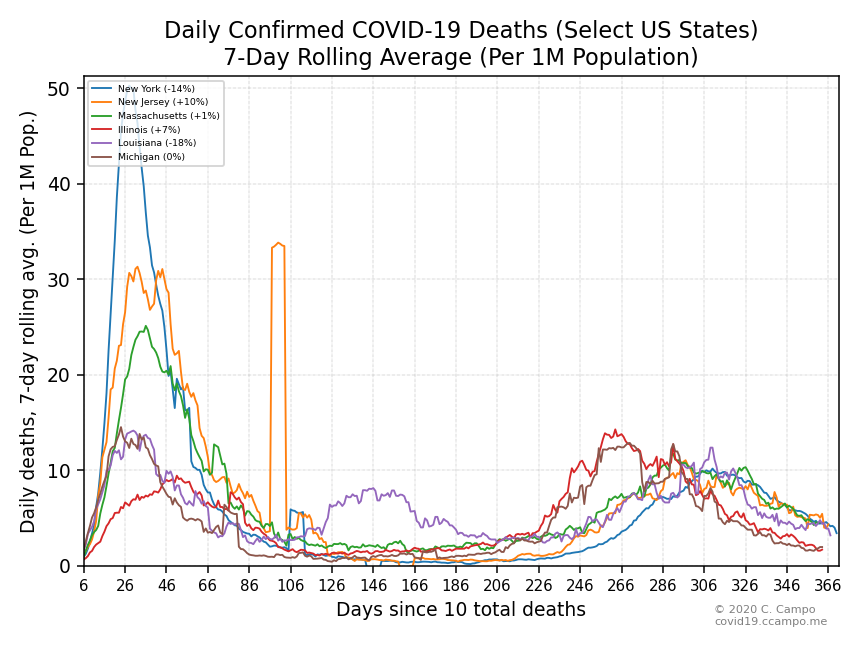 Daily Confirmed COVID-19 Deaths (Select US States)
7-Day Rolling Average (Per 1M Population)
Daily deaths, 7-day rolling avg. (Per 1M Pop.)
50
40
30
20
10
0
New York (-14%)
New Jersey (+10%)
Massachusetts (+1%)
Illinois (+7%)
Louisiana (-18%)
Michigan (0%)
6 26 46 66 86 106 126 146 166 186 206 226 246 266 286 306 326 346 366
Days since 10 total deaths
© 2020 C. Campo
covid19.ccampo.me